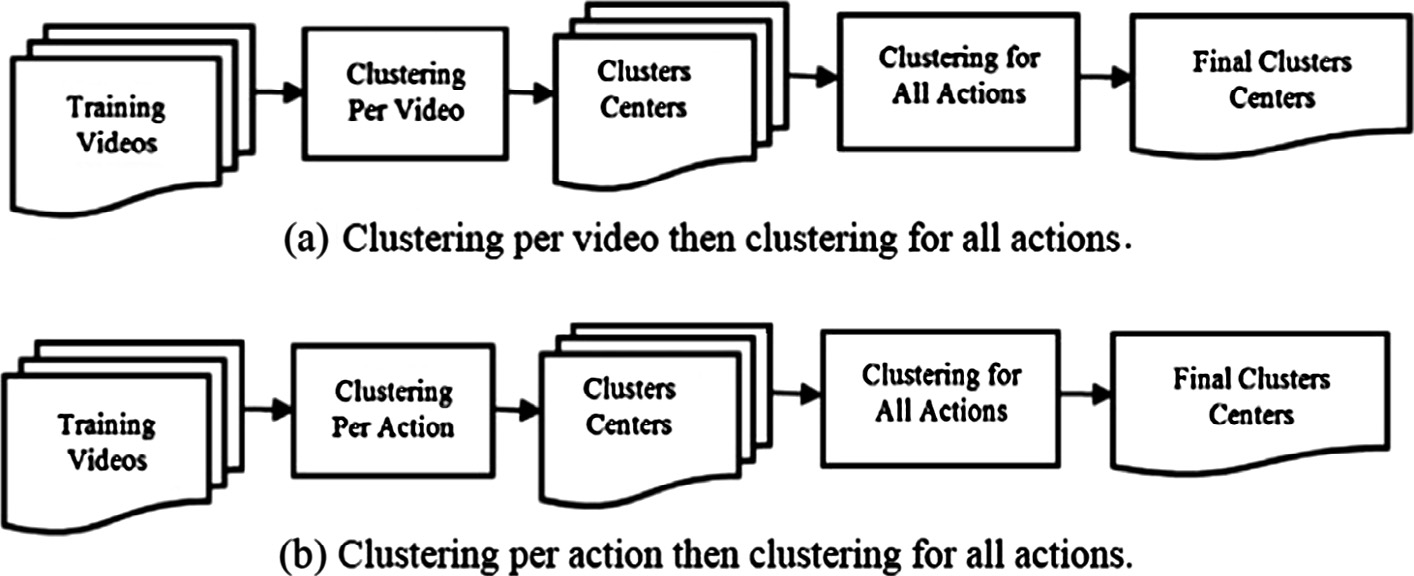 Training
Videos
Clustering
Per Video
Clusters
Centers
Clustering for
All Actions
Final Clusters
Centers
(a) Clustering per video then clustering for all actions.
Training
Videos
Clustering
Per Action
Clusters
Centers
Clustering for
All Actions
Final Clusters
Centers
(b) Clustering per action then clustering for all actions.